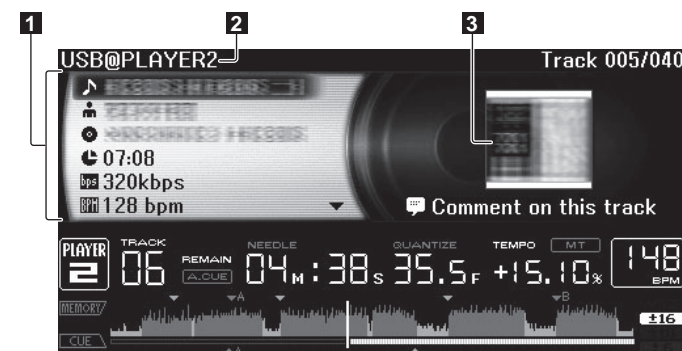 1 2 3
USB@PLAYER2 Track 005/040
07:08
bps 320kbps
BPM 128 bpm
Comment on this track
PLAYER 2 TRACK 06 REMAIN A.CUE NEEDLE 04M:38S QUANTIZE 35.5F TEMPO MT +15.10% 148 BPM
MEMORY A B
±16
CUE A